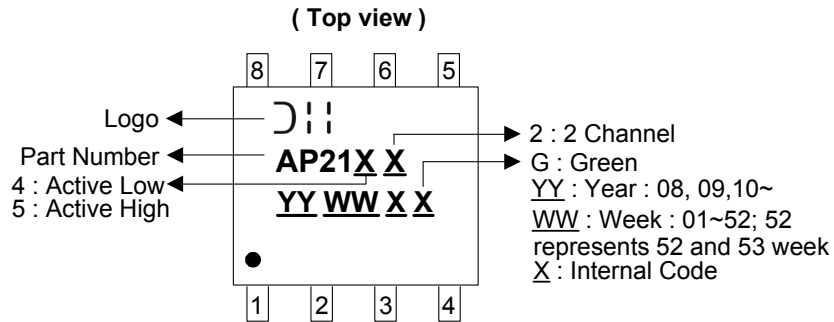 ( Top view )
8 7 6 5
Logo
Part Number
4 : Active Low
5 : Active High
AP21X X
YY WW X X
2 : 2 Channel
G : Green
YY : Year : 08, 09,10~
WW : Week : 01~52; 52
represents 52 and 53 week
X : Internal Code
1 2 3 4